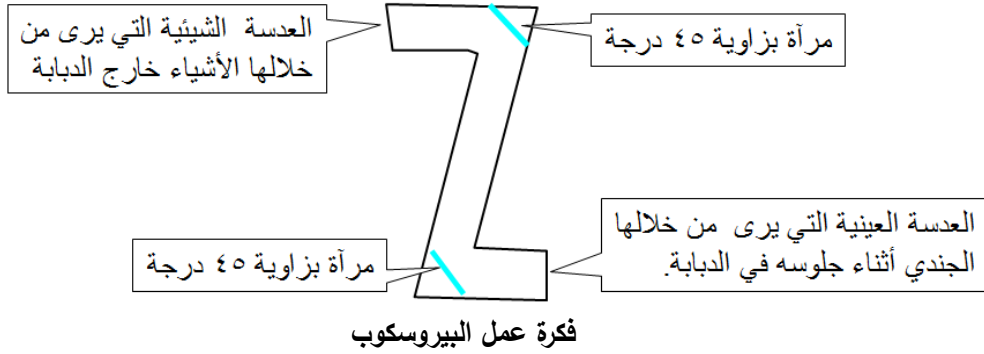 العدسة الشيئية التي يرى من
خلالها الأشياء خارج الدبابة
مرآة بزاوية ٤٥ درجة
العدسة العينية التي يرى من خلالها
الجندي أثناء جلوسه في الدبابة.
مرآة بزاوية ٤٥ درجة
فكرة عمل البيروسكوب